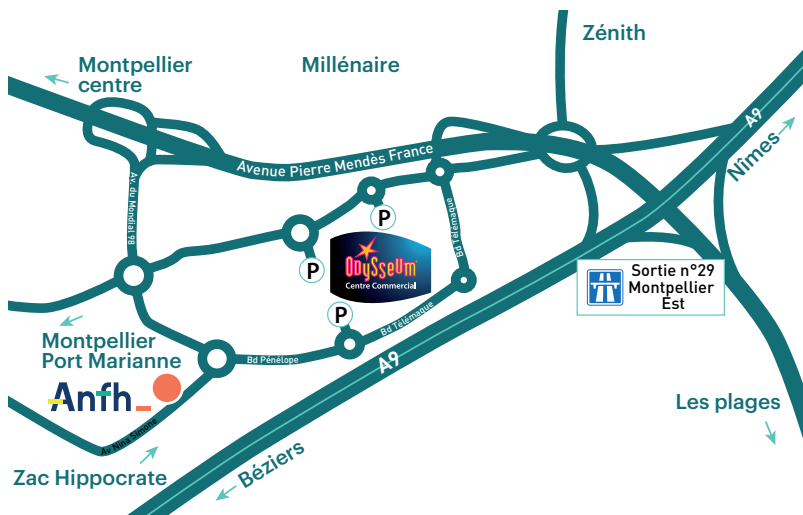 Zénith
Montpellier
centre
Millénaire
A9
Nîmes
Avenue Pierre Mendès France
Av. du Mondial 98
P
Bd Télémaque
P
ODYSSEUM
Centre Commercial
Sortie n°29
Montpellier
Est
P
Bd Télémaque
Montpellier
Port Marianne
Bd Pénélope
A9
Anfh_
Les plages
Av Nina Simone
Zac Hippocrate
Béziers